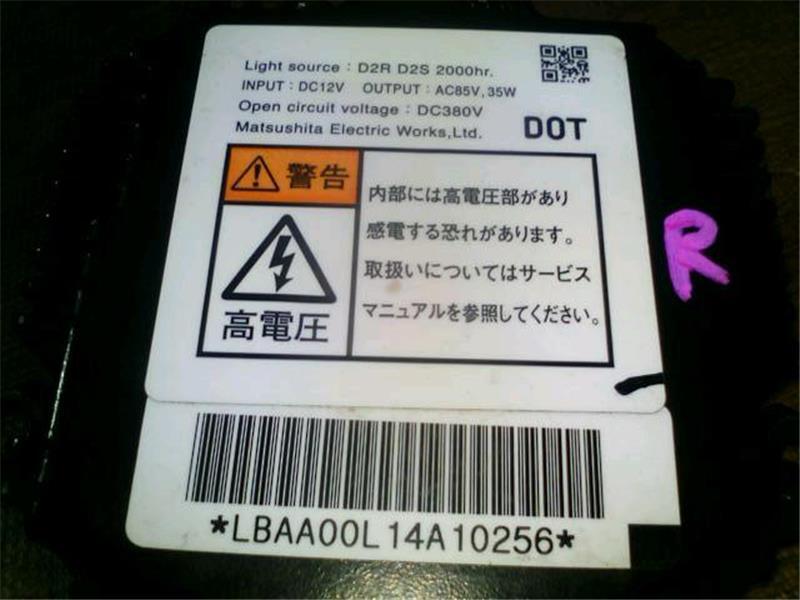 Light source : D2R D2S 2000hr.
INPUT : DC12V OUTPUT : AC85V, 35W
Open circuit voltage : DC380V
Matsushita Electric Works,Ltd.
DOT
警告
高電圧
内部には高電圧部があり
感電する恐れがあります。
取扱いについてはサービス
マニュアルを参照してください。
R
*LBAA00L14A10256*